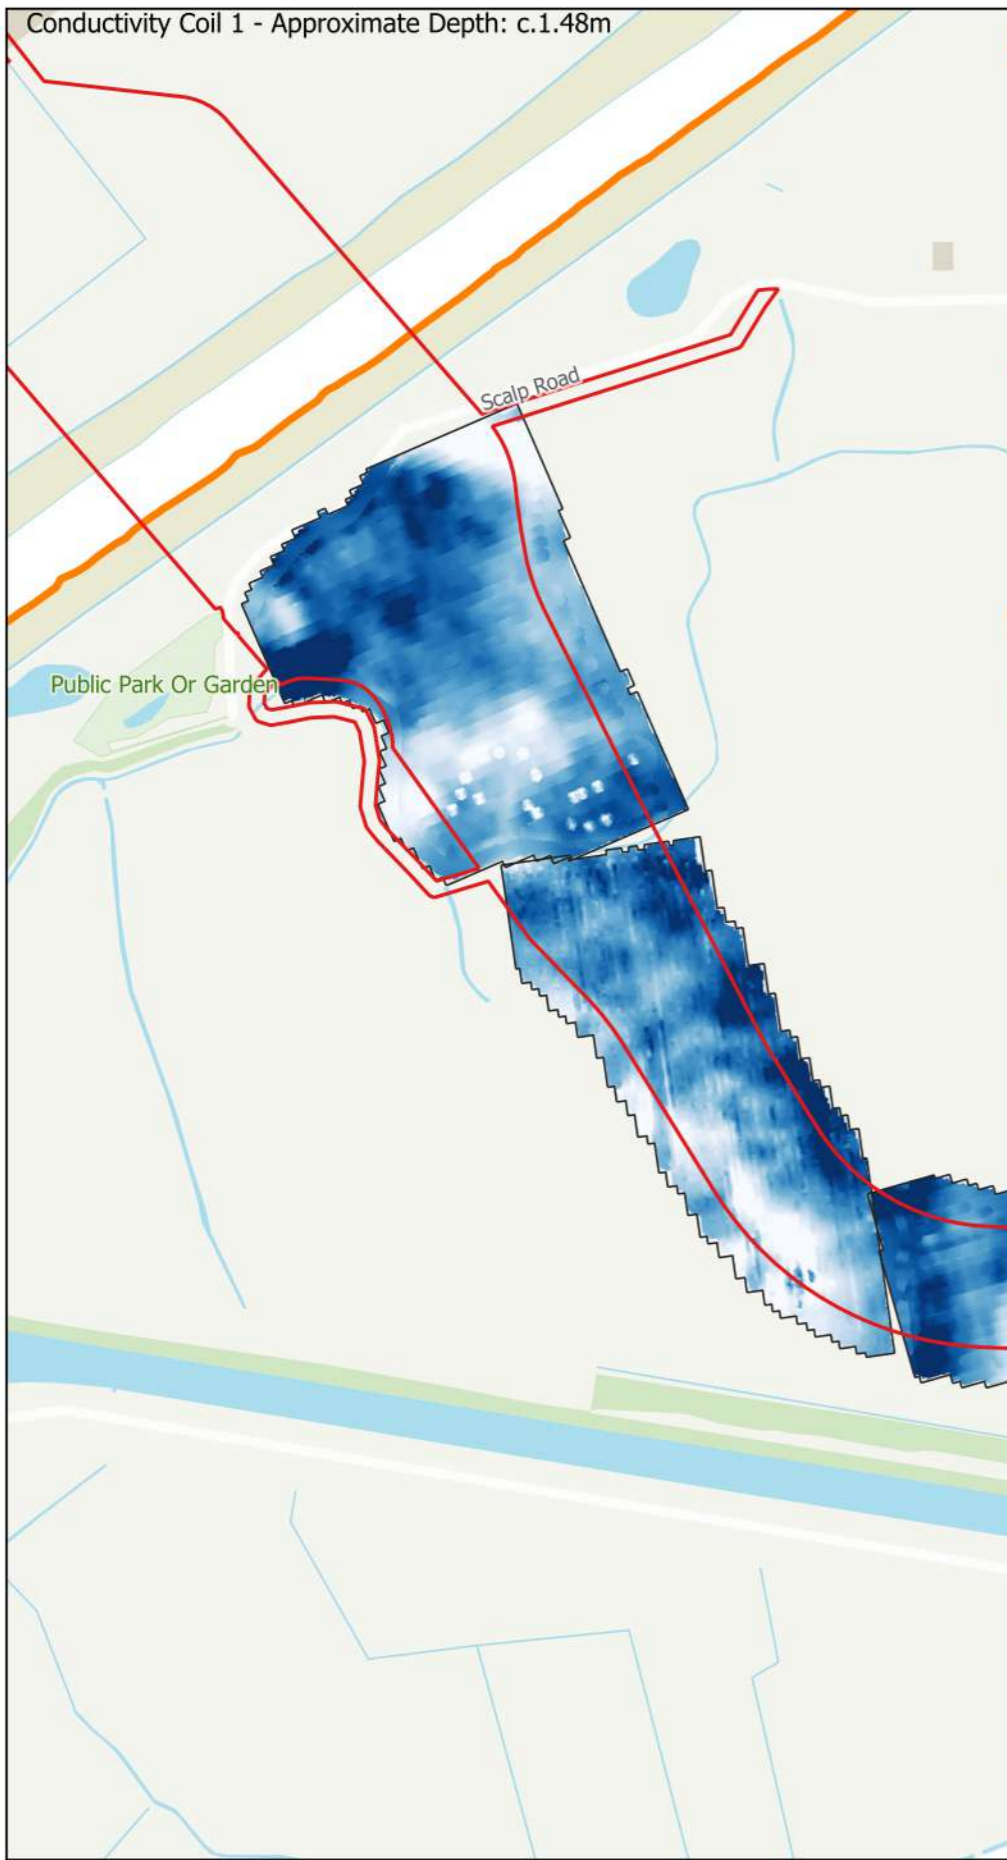 Conductivity Coil 1 - Approximate Depth: c.1.48m
Scalp Road
Public Park Or Garden